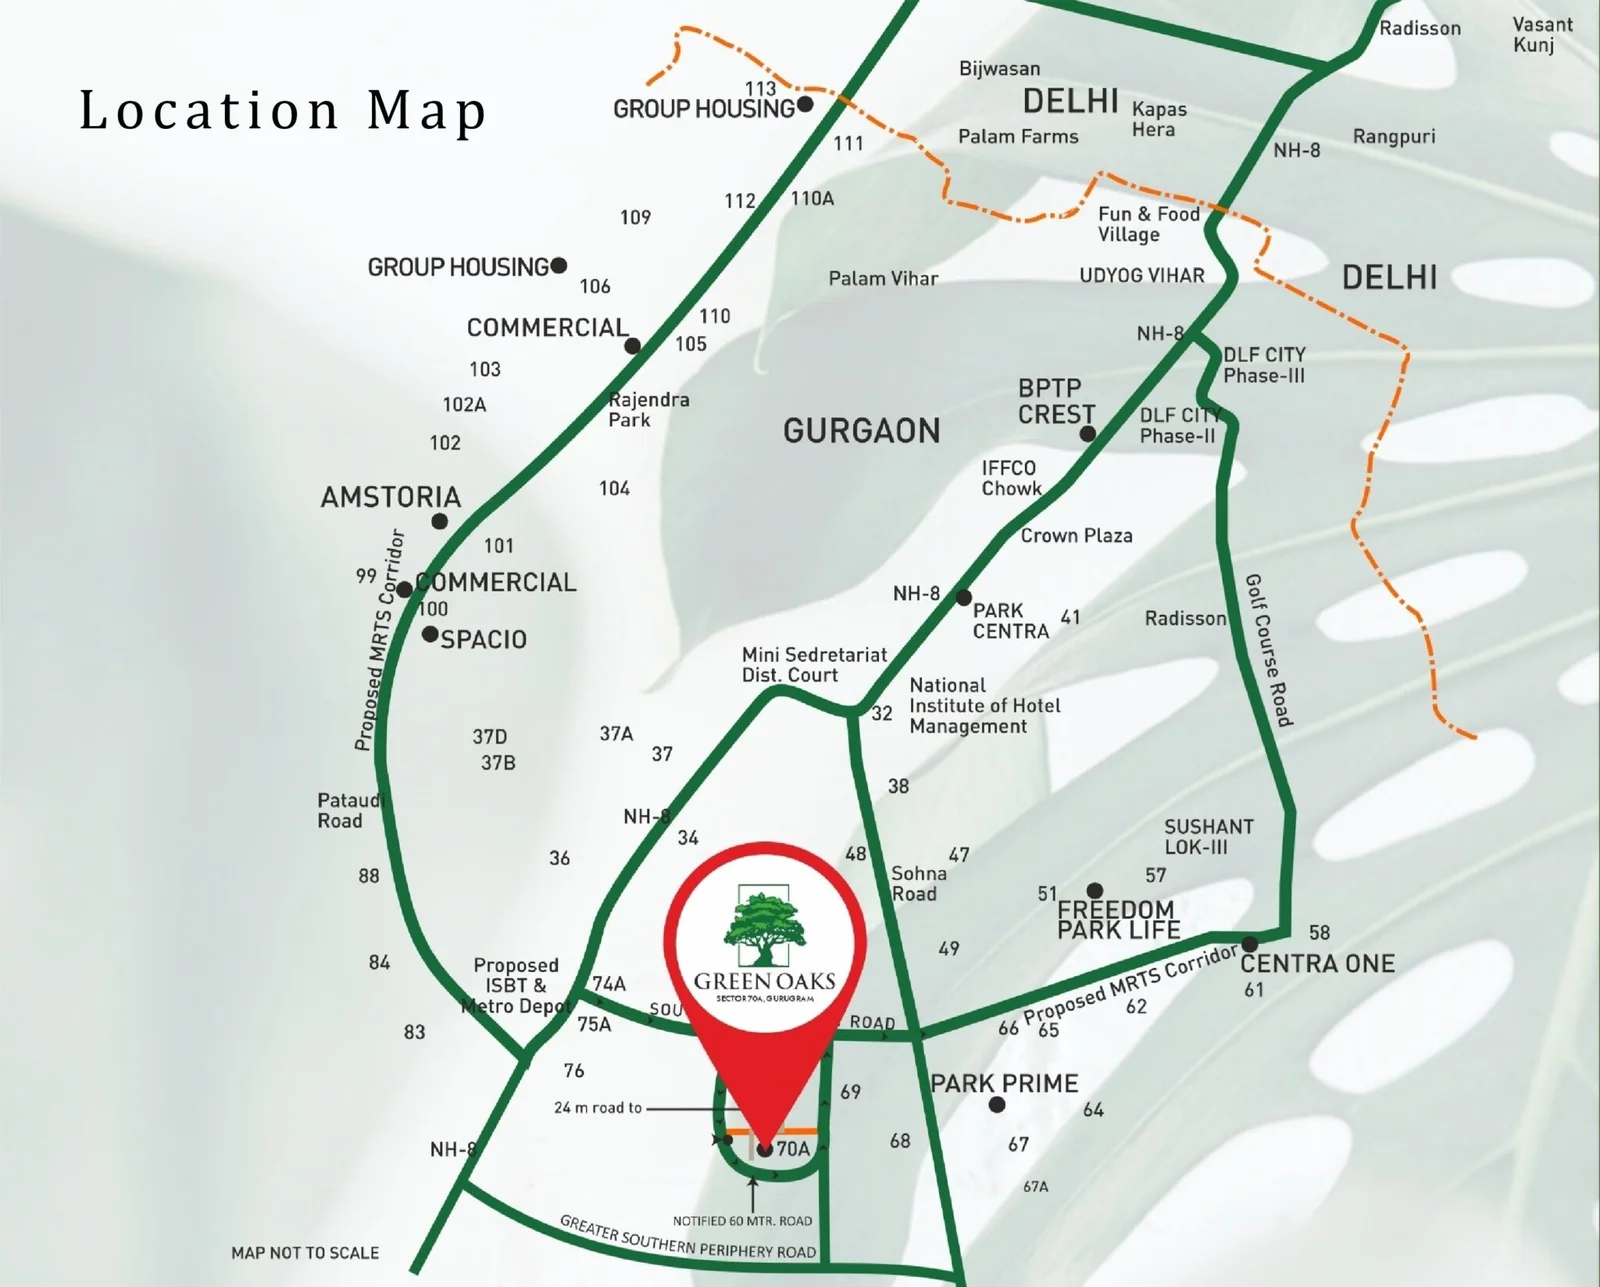 Radisson
Vasant
Kunj
Bijwasan
DELHI
Kapas
Hera
Palam Farms
Rangpuri
NH-8
Location Map
113
GROUP HOUSING
111
112
110A
109
Fun & Food
Village
GROUP HOUSING
106
Palam Vihar
UDYOG VIHAR
DELHI
COMMERCIAL
110
105
NH-8
103
DLF CITY
Phase-III
102A
Rajendra
Park
BPTP
CREST
DLF CITY
Phase-II
102
GURGAON
104
IFFCO
Chowk
AMSTORIA
Crown Plaza
101
Proposed MRTS Corridor
99
COMMERCIAL
100
SPACIO
NH-8
PARK
CENTRA
41
Radisson
Golf Course Road
Mini Sedretariat
Dist. Court
National
Institute of Hotel
Management
32
37D
37B
37A
37
38
Pataudi
Road
NH-8
34
SUSHANT
LOK-III
36
48
47
88
Sohna
Road
57
51
FREEDOM
PARK LIFE
58
49
CENTRA ONE
84
Proposed
ISBT &
Metro Depot
74A
GREEN OAKS
SECTOR 70A, GURUGRAM
Proposed MRTS Corridor
61
62
SOU
ROAD
75A
66
65
83
76
PARK PRIME
69
24 m road to
64
70A
68
67
NH-8
67A
NOTIFIED 60 MTR. ROAD
GREATER SOUTHERN PERIPHERY ROAD
MAP NOT TO SCALE